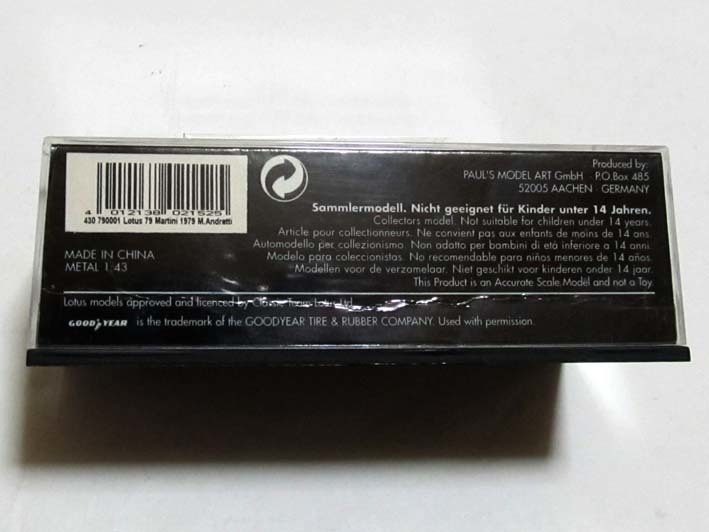 4 012138 021525
430 790001 Lotus 79 Martini 1979 M.Andretti
Produced by:
PAUL'S MODEL ART GmbH · P.O.Box 485
52005 AACHEN · GERMANY
Sammlermodell. Nicht geeignet für Kinder unter 14 Jahren.
Collectors model. Not suitable for children under 14 years.
Article pour collectionneurs. Ne convient pas aux enfants de moins de 14 ans.
Automodello per collezionismo. Non adatto per bambini di età inferiore a 14 anni.
Modelo para coleccionistas. No recomendable para niños menores de 14 años.
Modellen voor de verzamelaar. Niet geschikt voor kinderen onder 14 jaar.
This Product is an Accurate Scale Model and not a Toy
MADE IN CHINA
METAL 1:43
Lotus models approved and licenced by Classic Team Lotus Ltd.
GOODYEAR is the trademark of the GOODYEAR TIRE & RUBBER COMPANY. Used with permission.